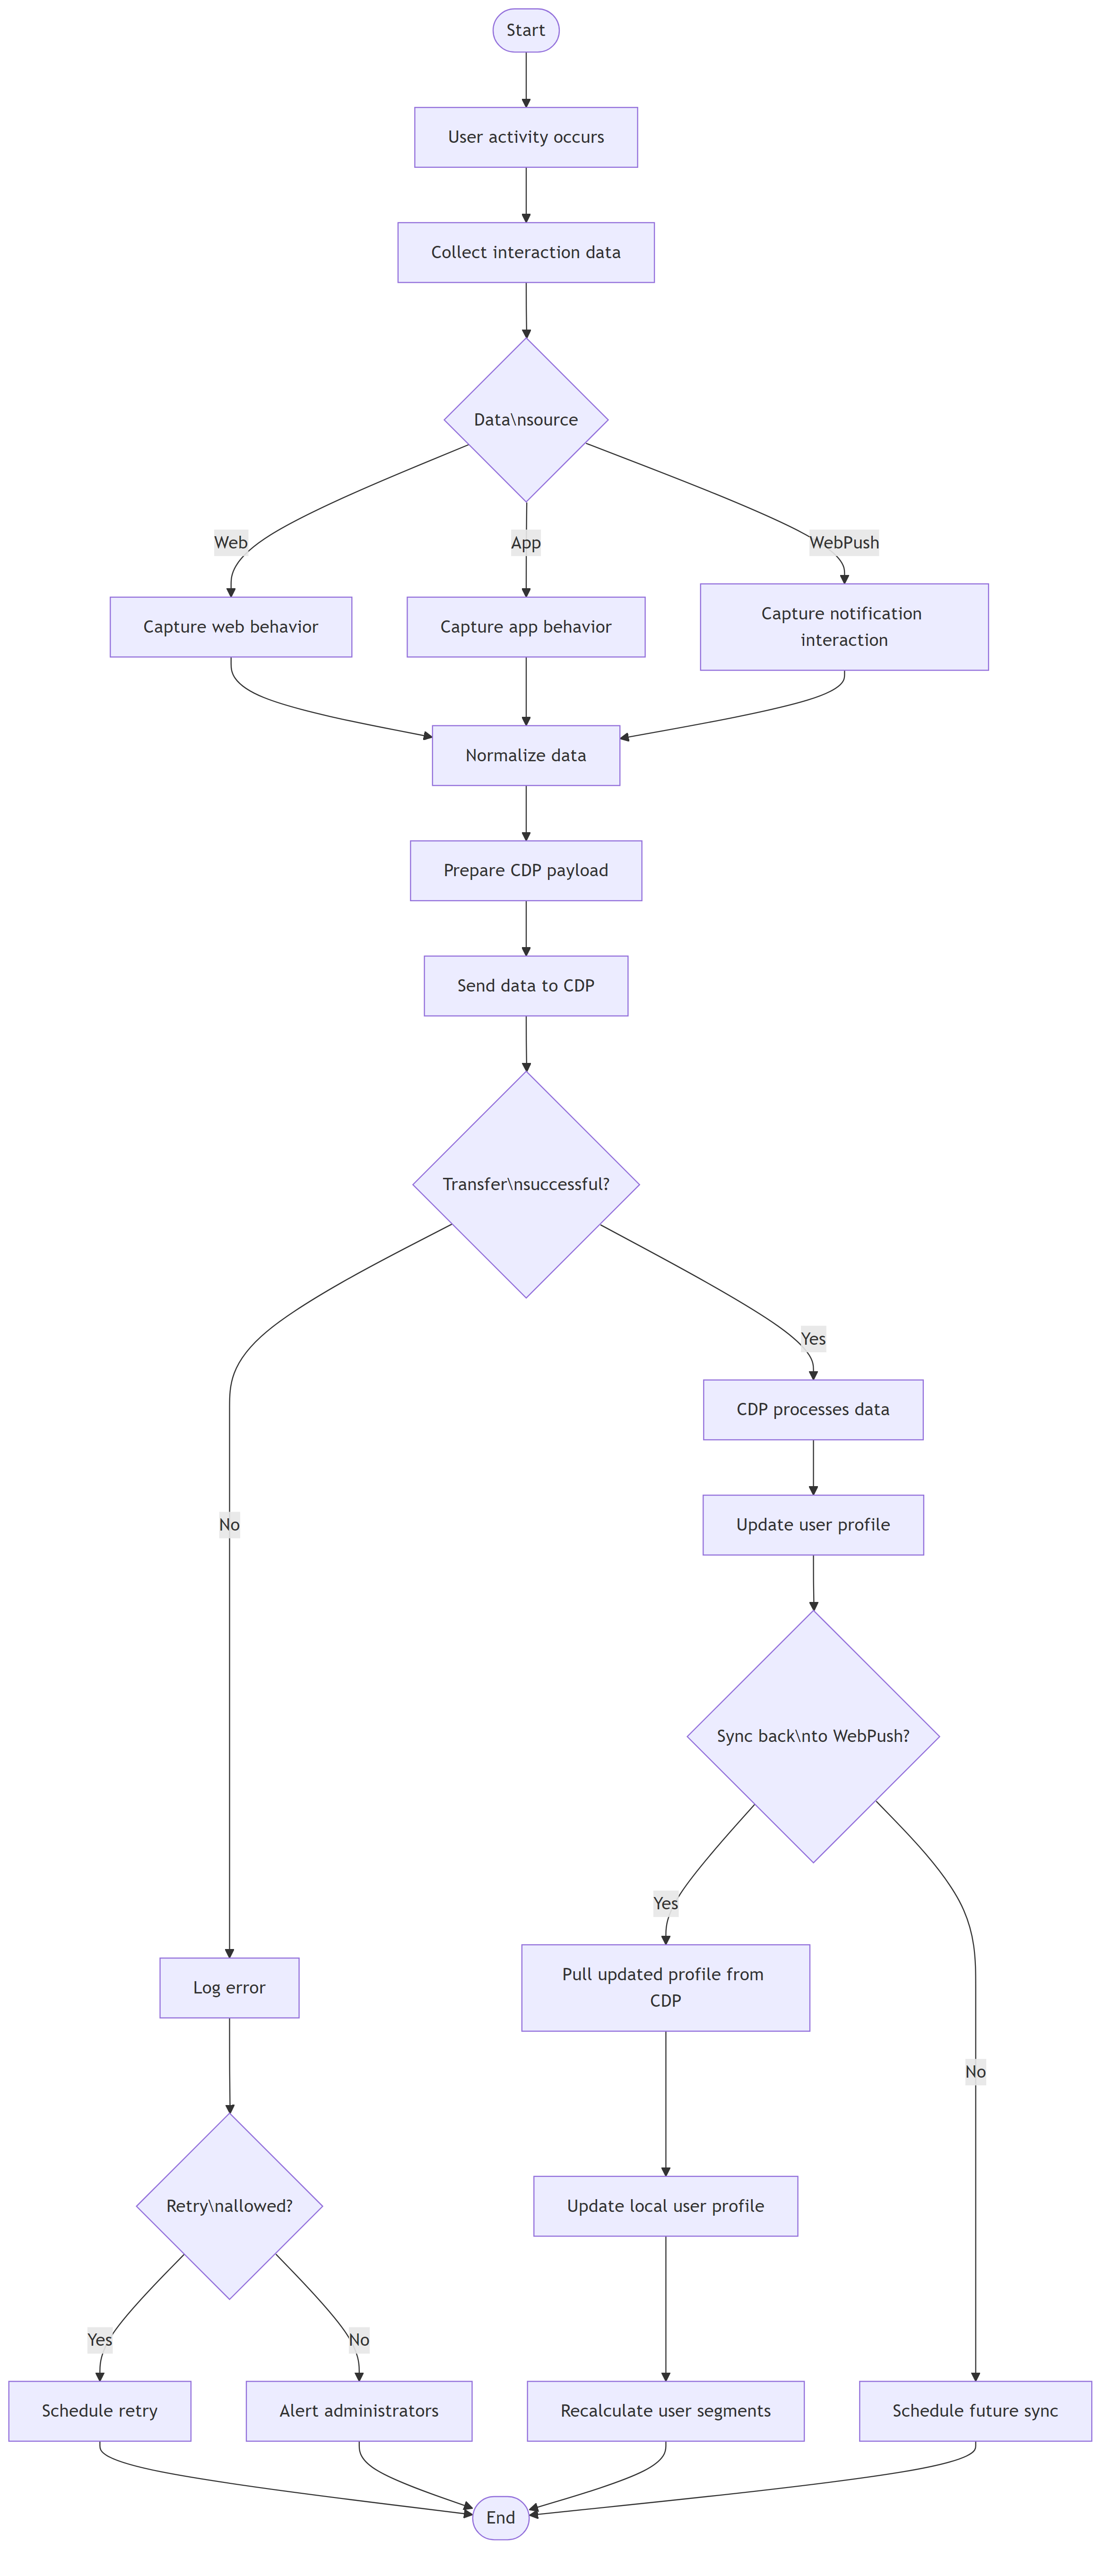 Start
User activity occurs
Collect interaction data
Data\nsource
Web
App
WebPush
Capture web behavior
Capture app behavior
Capture notification
interaction
Normalize data
Prepare CDP payload
Send data to CDP
Transfer\nsuccessful?
Yes
CDP processes data
No
Update user profile
Sync back\nto WebPush?
Yes
Pull updated profile from
CDP
Log error
No
Retry\nallowed?
Update local user profile
Yes
No
Schedule retry
Alert administrators
Recalculate user segments
Schedule future sync
End